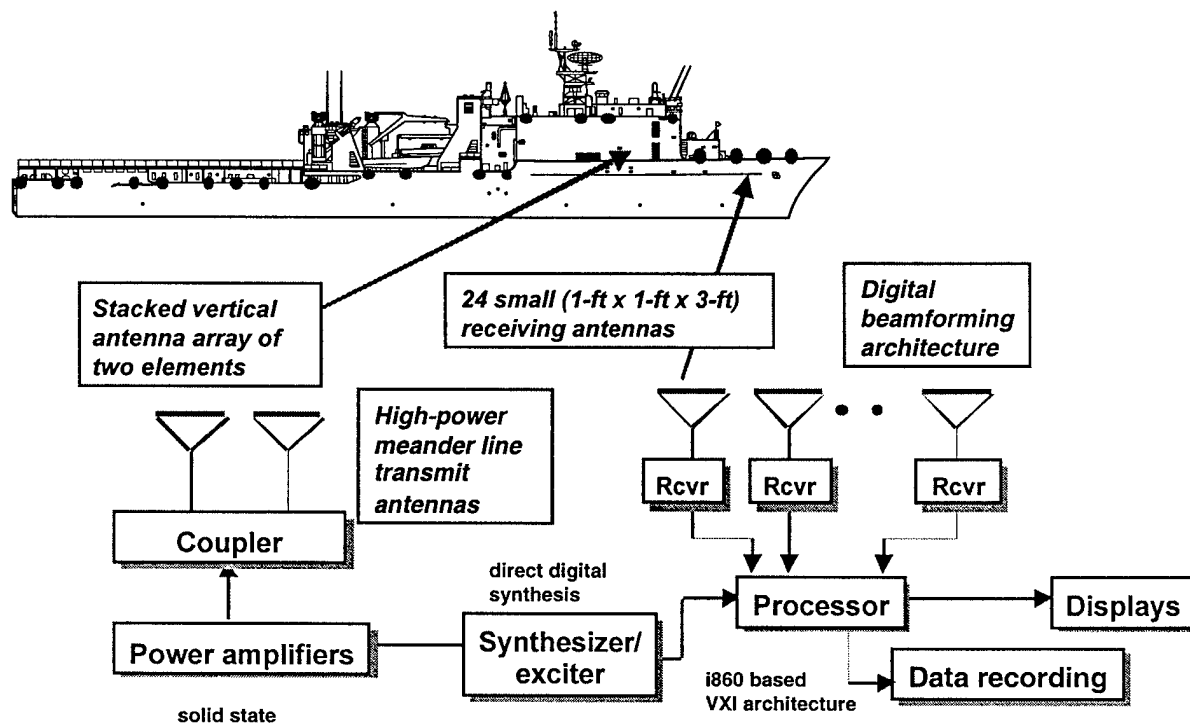 Stacked vertical
antenna array of
two elements
24 small (1-ft x 1-ft x 3-ft)
receiving antennas
Digital
beamforming
architecture
High-power
meander line
transmit
antennas
Rcvr
Rcvr
Rcvr
Coupler
direct digital
synthesis
Power amplifiers
Synthesizer/
exciter
Processor
Displays
Data recording
solid state
i860 based
VXI architecture